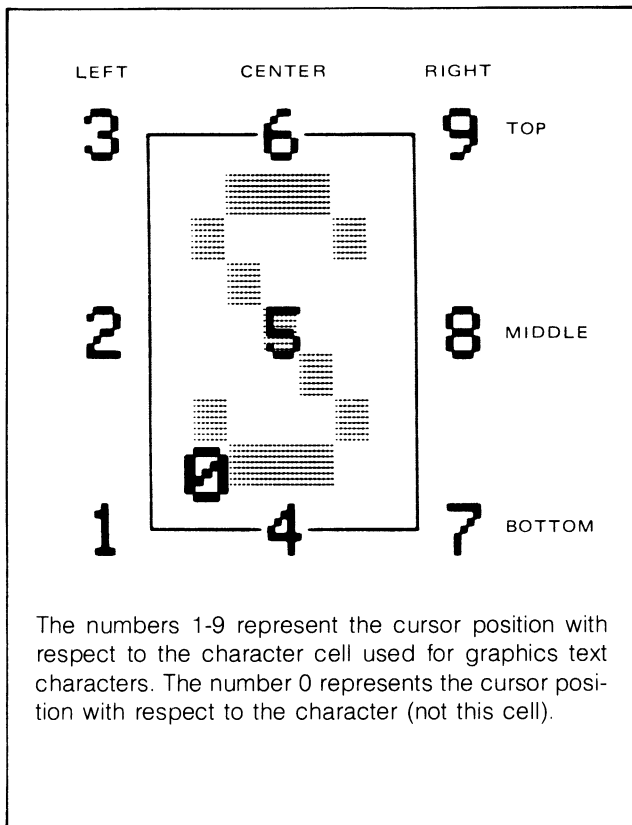 LEFT CENTER RIGHT
3 6 9 TOP
2 5 8 MIDDLE
0
1 4 7 BOTTOM
The numbers 1-9 represent the cursor position with
respect to the character cell used for graphics text
characters. The number 0 represents the cursor posi-
tion with respect to the character (not this cell).